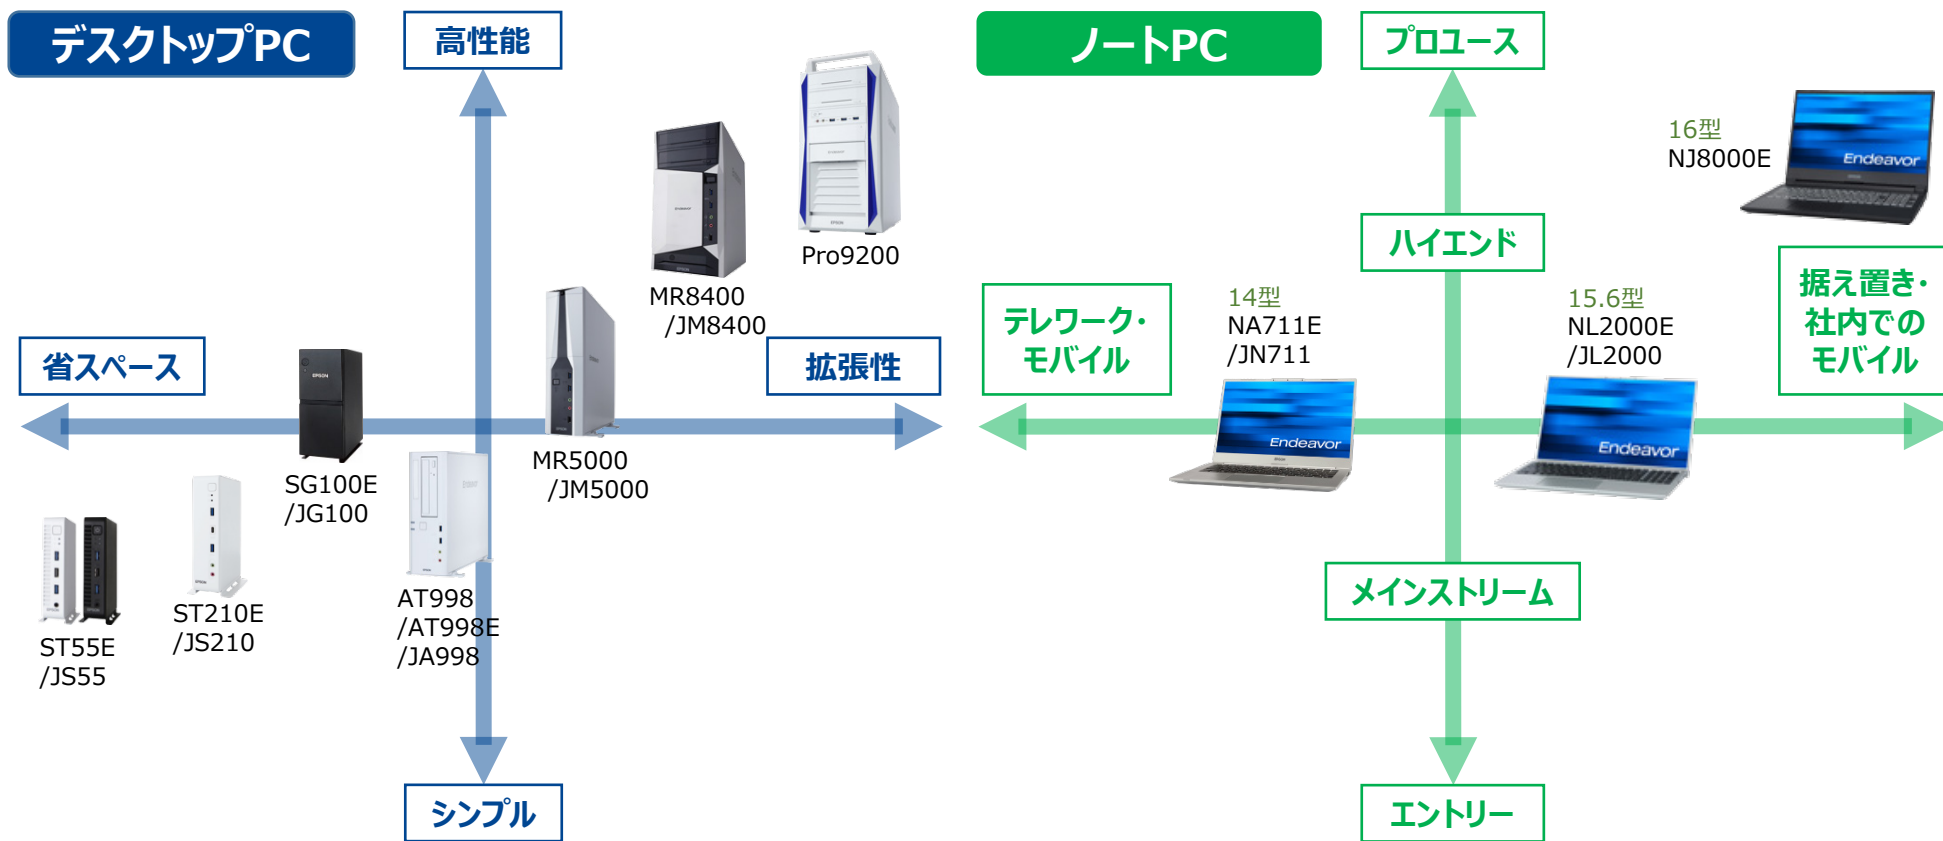 デスクトップPC
高性能
Pro9200
MR8400
/JM8400
省スペース
拡張性
EPSON
SG100E
/JG100
MR5000
/JM5000
EPSON
ST210E
/JS210
ST55E
/JS55
AT998
/AT998E
/JA998
シンプル
ノートPC
プロユース
16型
NJ8000E
Endeavor
ハイエンド
テレワーク・
モバイル
14型
NA711E
/JN711
Endeavor
15.6型
NL2000E
/JL2000
Endeavor
据え置き・
社内での
モバイル
メインストリーム
エントリー